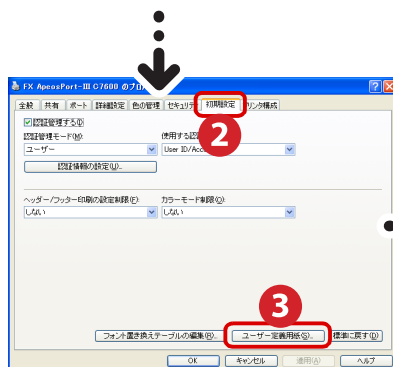 FX ApeosPort-III C7600 のプロ
全般 共有 ポート 詳細設定 色の管理 セキュリティ 初期設定 プリンタ構成
2
認証管理する(I)
認証管理モード(M): 使用する認証
ユーザー User ID/Acco
認証情報の設定(U)...
ヘッダー/フッター印刷の設定制限(F): カラーモード制限(O):
しない しない
3
フォント置き換えテーブルの編集(R)... ユーザー定義用紙(S)... 標準に戻す(D)
OK キャンセル 適用(A) ヘルプ